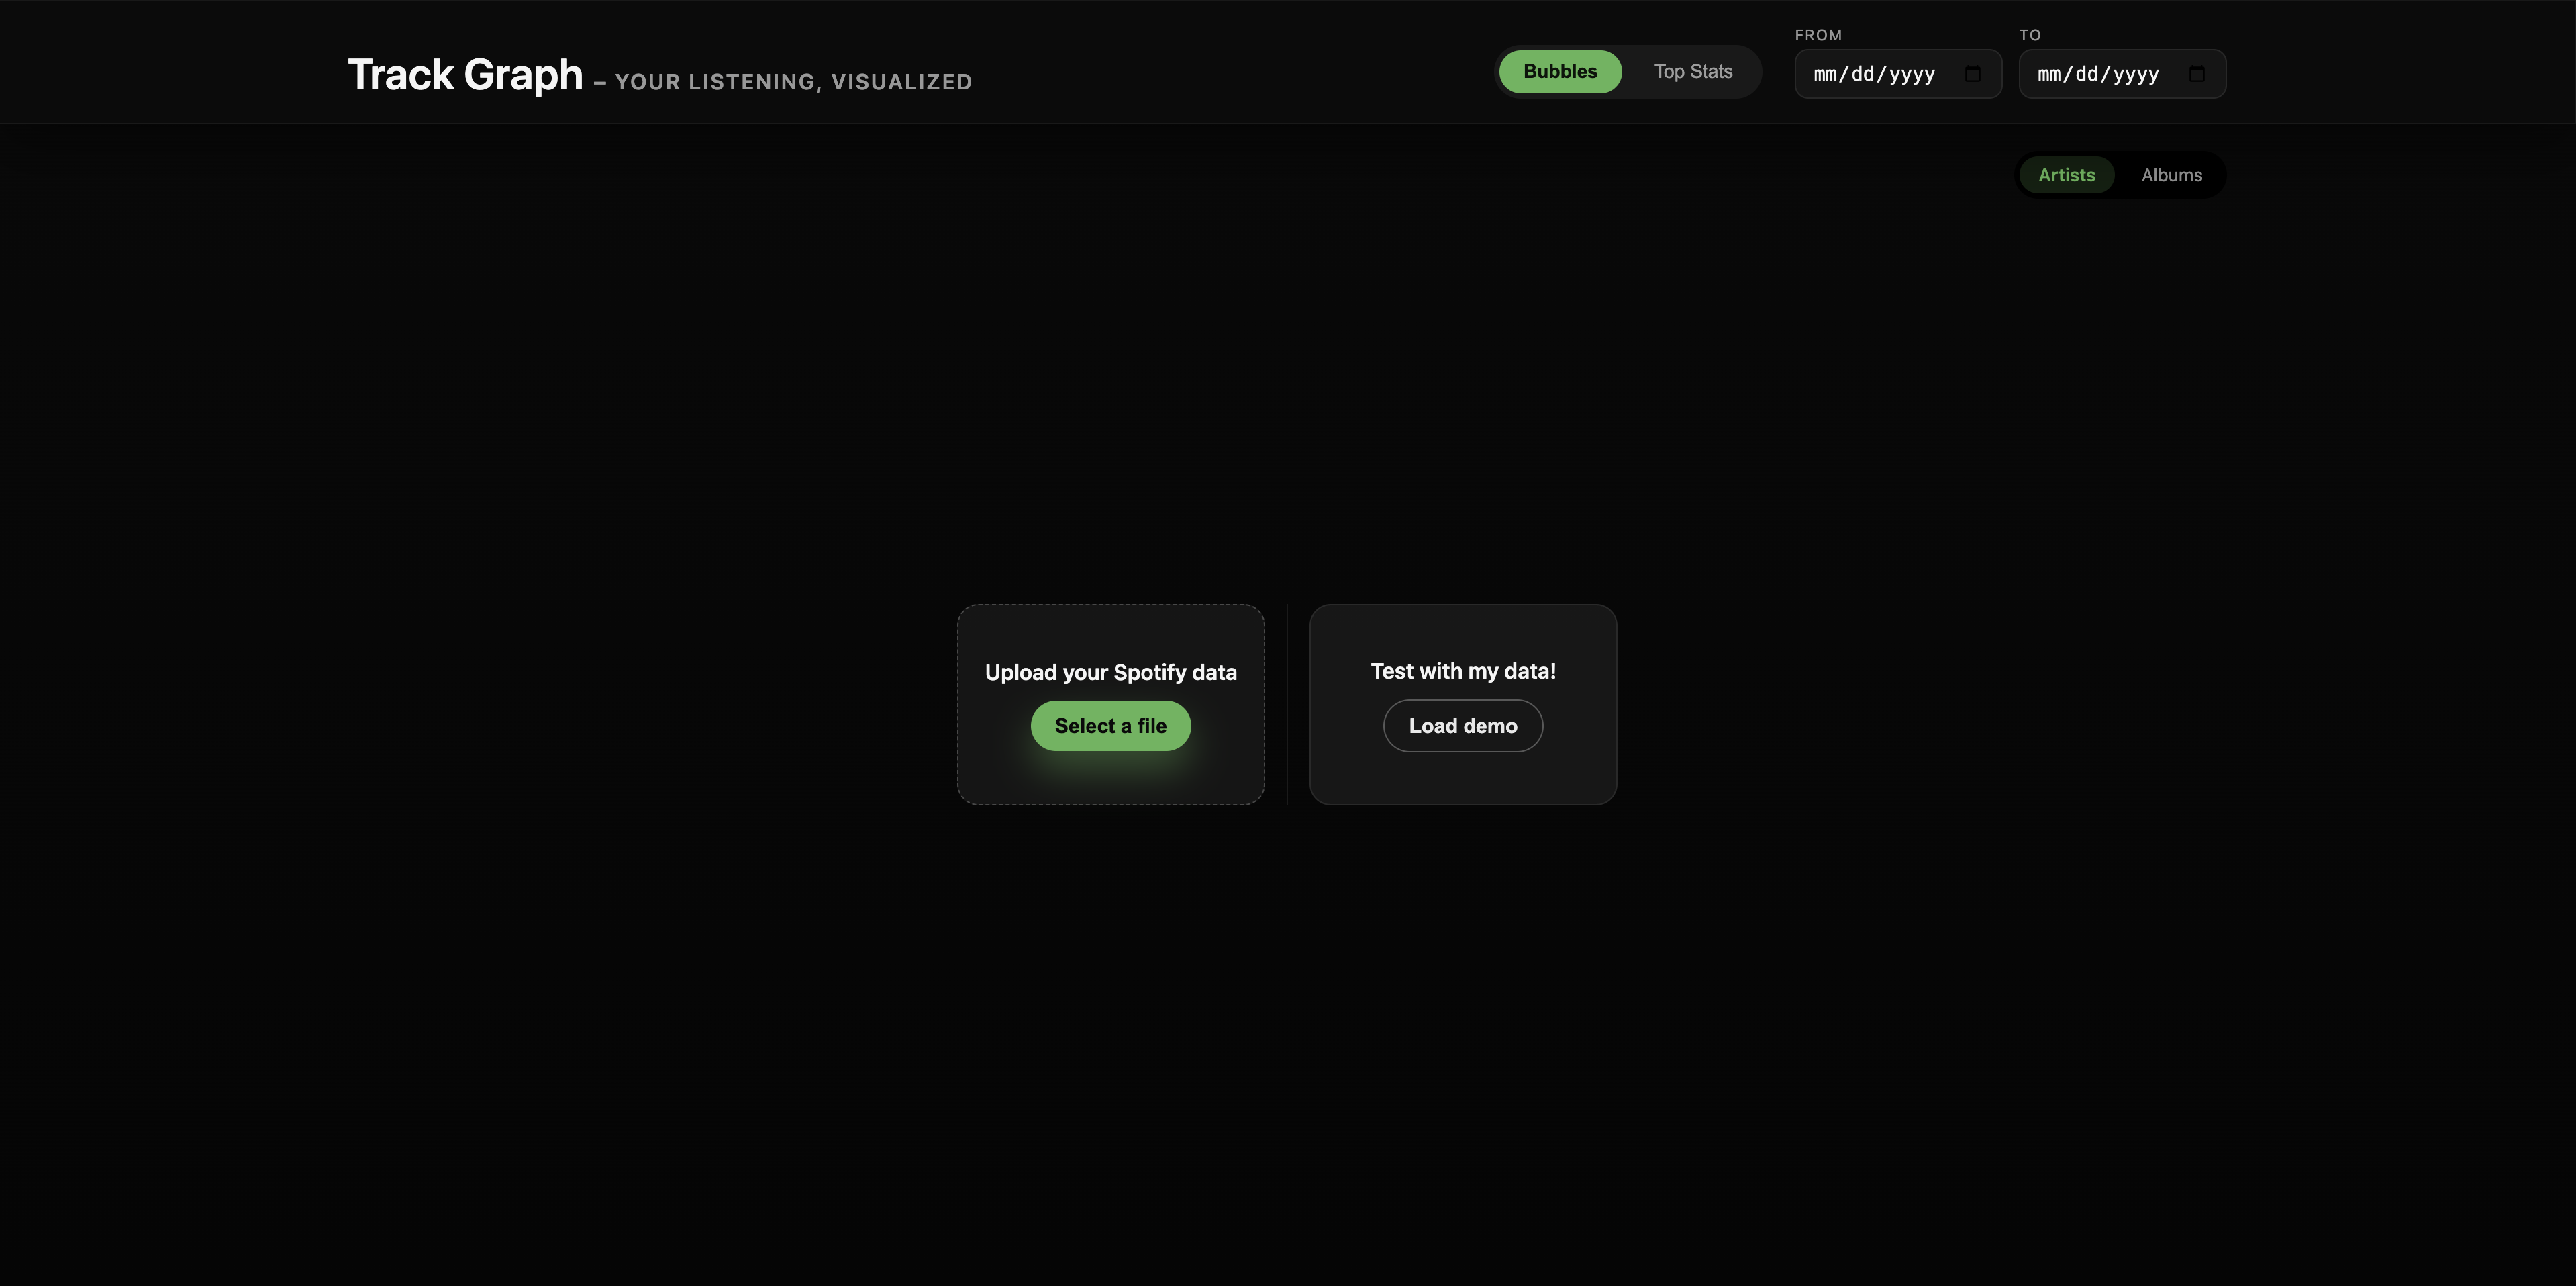 FROM TO
Track Graph – YOUR LISTENING, VISUALIZED Bubbles Top Stats mm/dd/yyyy mm/dd/yyyy
Artists Albums
Upload your Spotify data Test with my data!
Select a file Load demo